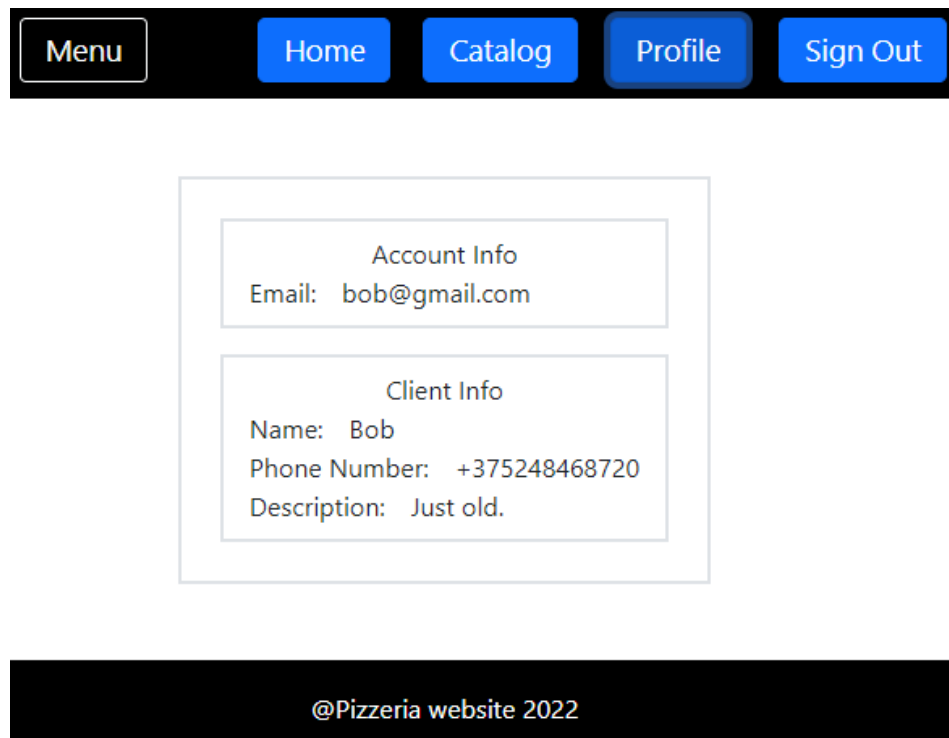 Menu Home Catalog Profile Sign Out
Account Info
Email: bob@gmail.com
Client Info
Name: Bob
Phone Number: +375248468720
Description: Just old.
@Pizzeria website 2022